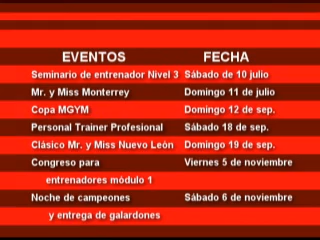 EVENTOS FECHA
Seminario de entrenador Nivel 3 Sábado de 10 julio
Mr. y Miss Monterrey Domingo 11 de julio
Copa MGYM Domingo 12 de sep.
Personal Trainer Profesional Sábado 18 de sep.
Clásico Mr. y Miss Nuevo León Domingo 19 de sep.
Congreso para Viernes 5 de noviembre
entrenadores módulo 1
Noche de campeones Sábado 6 de noviembre
y entrega de galardones